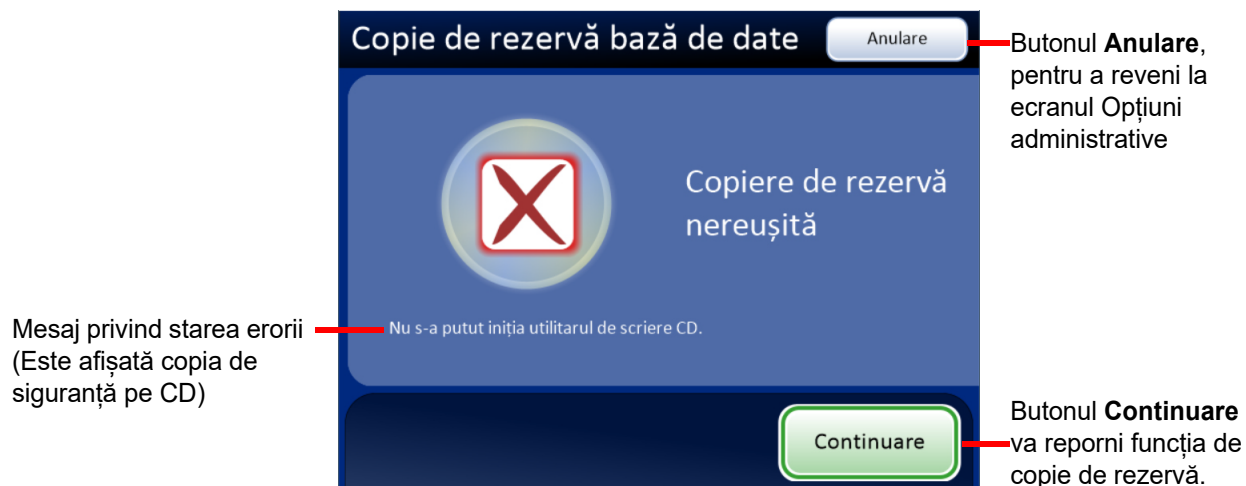 Copie de rezervă bază de date
Anulare
Butonul Anulare,
pentru a reveni la
ecranul Opțiuni
administrative
Copiere de rezervă
nereușită
Mesaj privind starea erorii
(Este afișată copia de
siguranță pe CD)
Nu s-a putut iniția utilitarul de scriere CD.
Continuare
Butonul Continuare
va reporni funcția de
copie de rezervă.